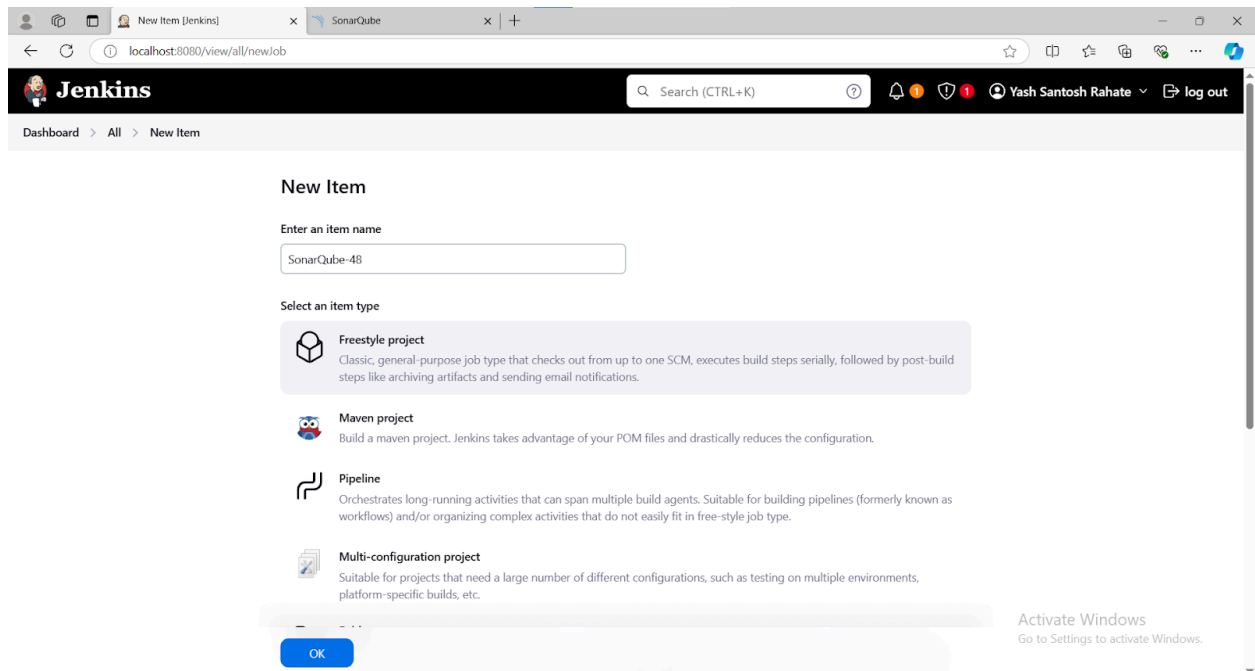 New Item [Jenkins]
SonarQube
localhost:8080/view/all/newJob
Jenkins
Search (CTRL+K)
1
1
Yash Santosh Rahate
log out
Dashboard > All > New Item
New Item
Enter an item name
SonarQube-48
Select an item type
Freestyle project
Classic, general-purpose job type that checks out from up to one SCM, executes build steps serially, followed by post-build
steps like archiving artifacts and sending email notifications.
Maven project
Build a maven project. Jenkins takes advantage of your POM files and drastically reduces the configuration.
Pipeline
Orchestrates long-running activities that can span multiple build agents. Suitable for building pipelines (formerly known as
workflows) and/or organizing complex activities that do not easily fit in free-style job type.
Multi-configuration project
Suitable for projects that need a large number of different configurations, such as testing on multiple environments,
platform-specific builds, etc.
OK
Activate Windows
Go to Settings to activate Windows.